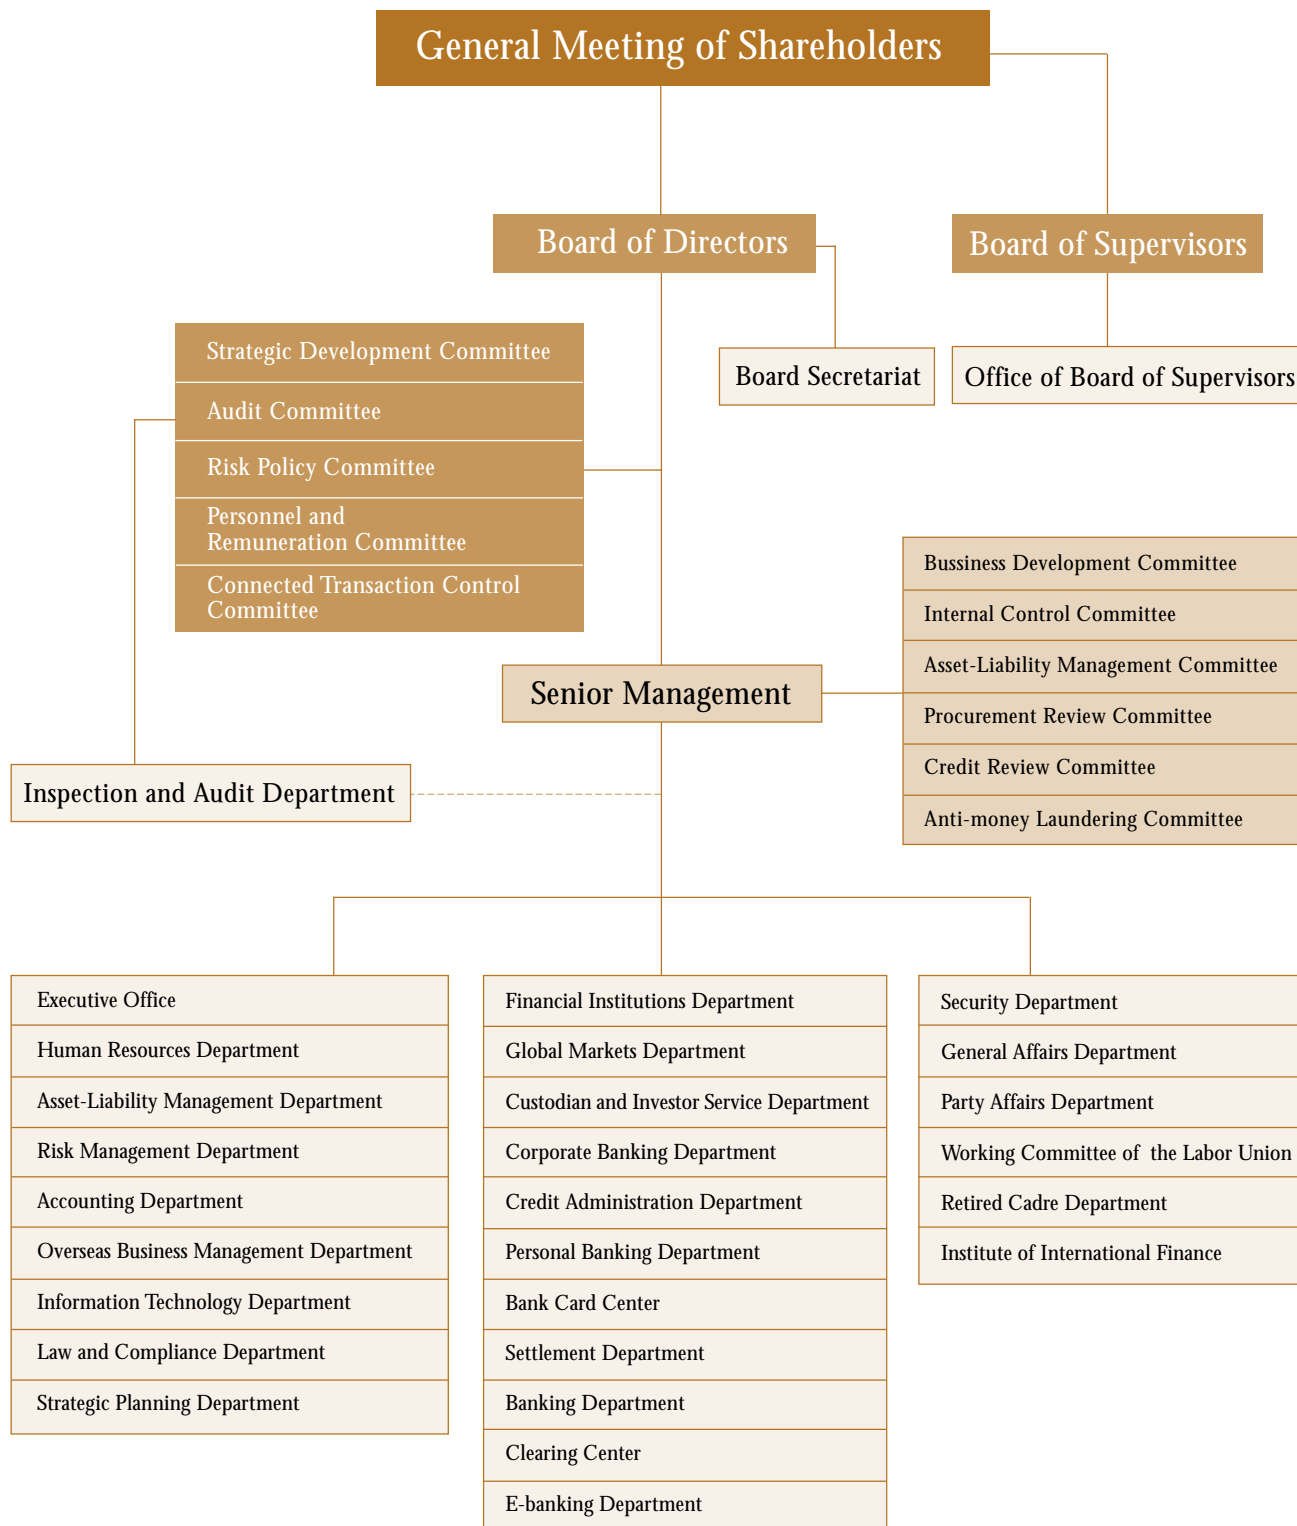 General Meeting of Shareholders
Board of Directors
Board of Supervisors
Strategic Development Committee
Audit Committee
Risk Policy Committee
Personnel and
Remuneration Committee
Connected Transaction Control
Committee
Board Secretariat
Office of Board of Supervisors
Bussiness Development Committee
Internal Control Committee
Asset-Liability Management Committee
Procurement Review Committee
Credit Review Committee
Anti-money Laundering Committee
Senior Management
Inspection and Audit Department
Executive Office
Human Resources Department
Asset-Liability Management Department
Risk Management Department
Accounting Department
Overseas Business Management Department
Information Technology Department
Law and Compliance Department
Strategic Planning Department
Financial Institutions Department
Global Markets Department
Custodian and Investor Service Department
Corporate Banking Department
Credit Administration Department
Personal Banking Department
Bank Card Center
Settlement Department
Banking Department
Clearing Center
E-banking Department
Security Department
General Affairs Department
Party Affairs Department
Working Committee of the Labor Union
Retired Cadre Department
Institute of International Finance